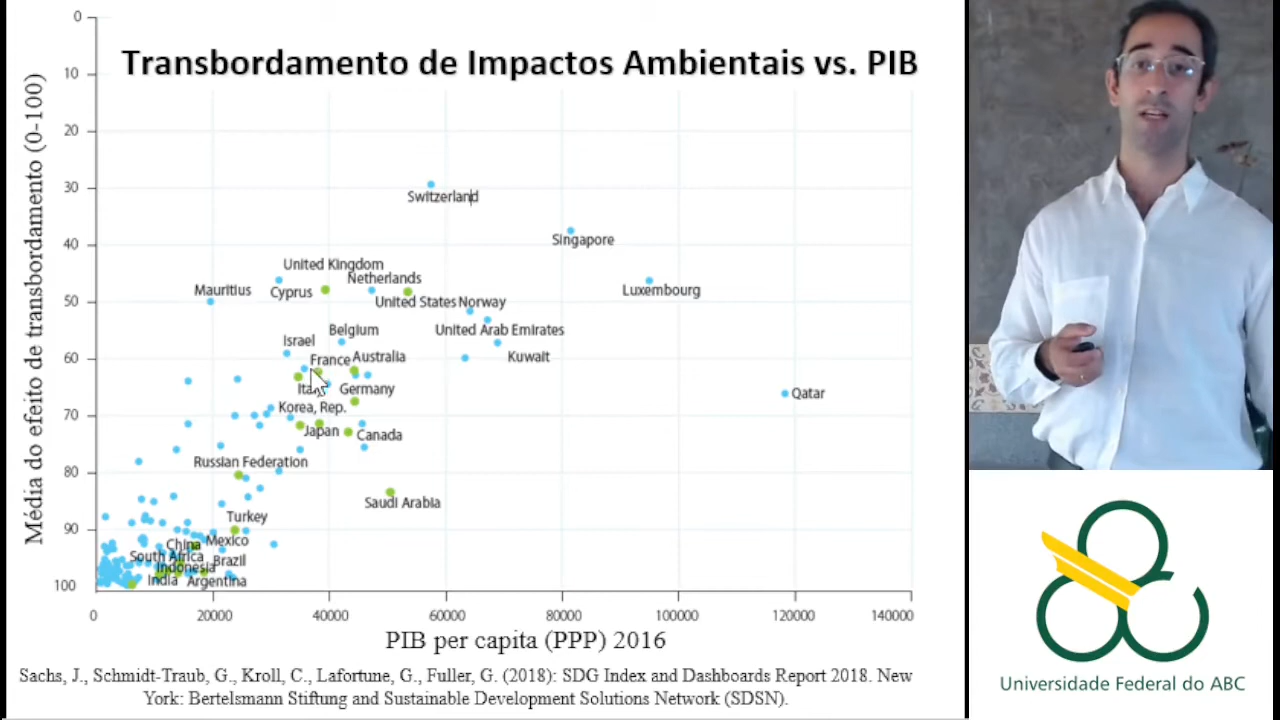 Transbordamento de Impactos Ambientais vs. PIB
Média do efeito de transbordamento (0-100)
0
10
20
30
40
50
60
70
80
90
100
Switzerland
Singapore
United Kingdom
Netherlands
Mauritius
Cyprus
Luxembourg
United States
Norway
Belgium
United Arab Emirates
Israel
France
Australia
Kuwait
Italy
Germany
Qatar
Korea, Rep.
Japan
Canada
Russian Federation
Saudi Arabia
Turkey
China
Mexico
South Africa
Brazil
Indonesia
India
Argentina
0
20000
40000
60000
80000
100000
120000
140000
PIB per capita (PPP) 2016
Sachs, J., Schmidt-Traub, G., Kroll, C., Lafortune, G., Fuller, G. (2018): SDG Index and Dashboards Report 2018. New
York: Bertelsmann Stiftung and Sustainable Development Solutions Network (SDSN).
Universidade Federal do ABC